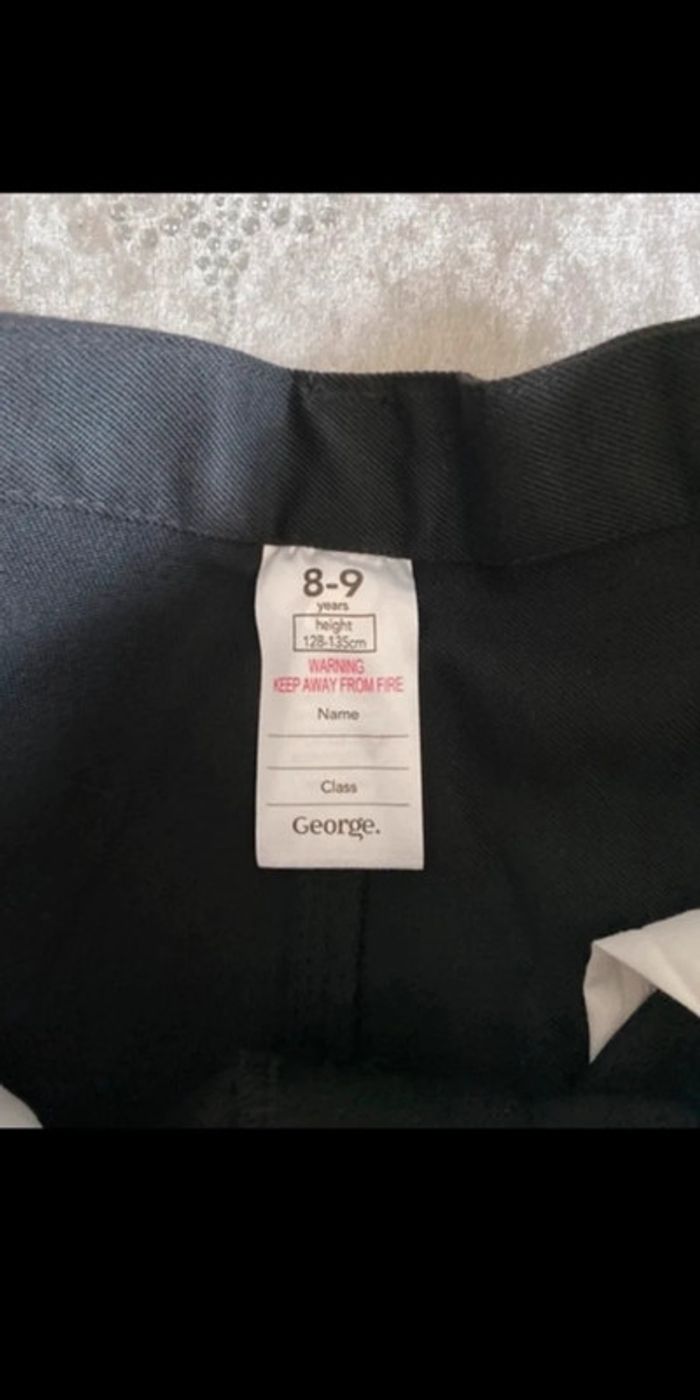 8-9
years
height
128-135cm
WARNING
KEEP AWAY FROM FIRE
Name
Class
George.